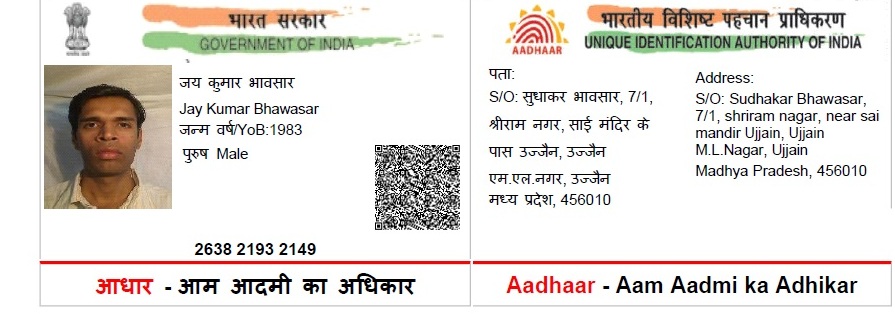 भारत सरकार
GOVERNMENT OF INDIA
जय कुमार भावसार
Jay Kumar Bhawasar
जन्म वर्ष/YoB:1983
पुरुष Male
2638 2193 2149
आधार - आम आदमी का अधिकार
AADHAAR
भारतीय विशिष्ट पहचान प्राधिकरण
UNIQUE IDENTIFICATION AUTHORITY OF INDIA
पता:
S/O: सुधाकर भावसार, 7/1,
श्रीराम नगर, साई मंदिर के
पास उज्जैन, उज्जैन
एम.एल.नगर, उज्जैन
मध्य प्रदेश, 456010
Address:
S/O: Sudhakar Bhawasar,
7/1, shriram nagar, near sai
mandir Ujjain, Ujjain
M.L.Nagar, Ujjain
Madhya Pradesh, 456010
Aadhaar - Aam Aadmi ka Adhikar